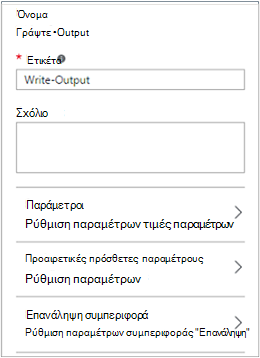 Όνομα
Γράψτε・Output
* Ετικέτα
Write-Output
Σχόλιο
Παράμετροι
Ρύθμιση παραμέτρων τιμές παραμέτρων
Προαιρετικές πρόσθετες παραμέτρους
Ρύθμιση παραμέτρων
Επανάληψη συμπεριφορά
Ρύθμιση παραμέτρων συμπεριφοράς "Επανάληψη"